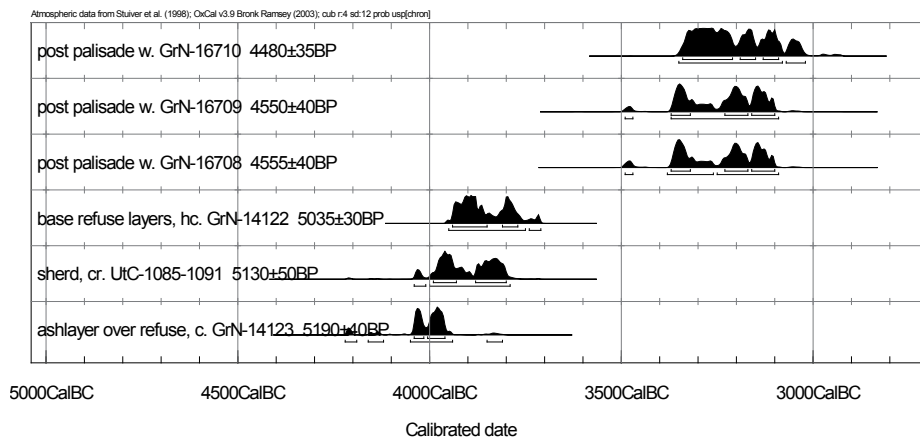 Atmospheric data from Stuiver et al. (1998); OxCal v3.9 Bronk Ramsey (2003); cub r:4 sd:12 prob usp[chron]
post palisade w. GrN-16710 4480±35BP
post palisade w. GrN-16709 4550±40BP
post palisade w. GrN-16708 4555±40BP
base refuse layers, hc. GrN-14122 5035±30BP
sherd, cr. UtC-1085-1091 5130±50BP
ashlayer over refuse, c. GrN-14123 5190±40BP
5000CalBC 4500CalBC 4000CalBC 3500CalBC 3000CalBC
Calibrated date